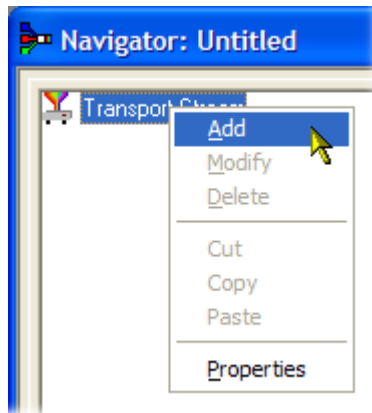 Navigator: Untitled
Transport Stream
Add
Modify
Delete
Cut
Copy
Paste
Properties